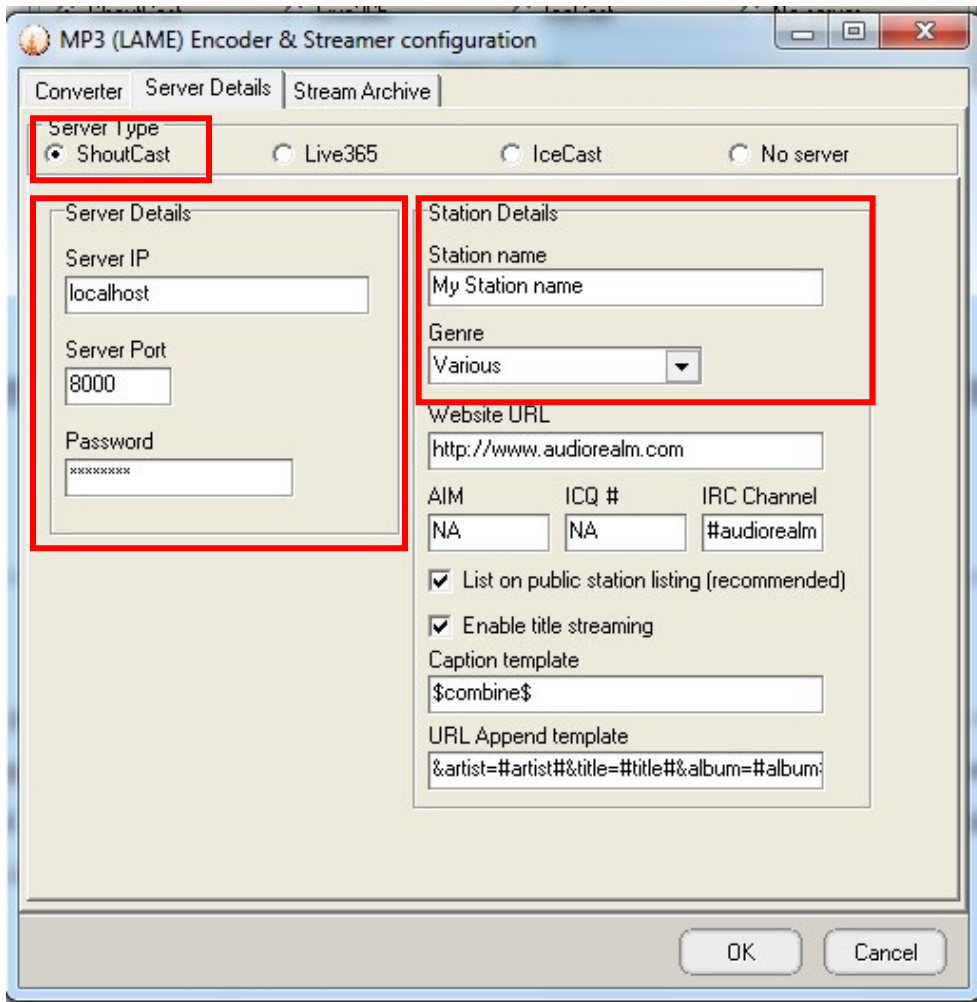 MP3 (LAME) Encoder & Streamer configuration
Converter Server Details Stream Archive
Server Type
ShoutCast Live365 IceCast No server
Server Details
Server IP
localhost
Server Port
8000
Password
xxxxxxxx
Station Details
Station name
My Station name
Genre
Various
Website URL
http://www.audiorealm.com
AIM ICQ # IRC Channel
NA NA #audiorealm
List on public station listing (recommended)
Enable title streaming
Caption template
$combine$
URL Append template
&artist=#artist#&title=#title#&album=#album
OK Cancel